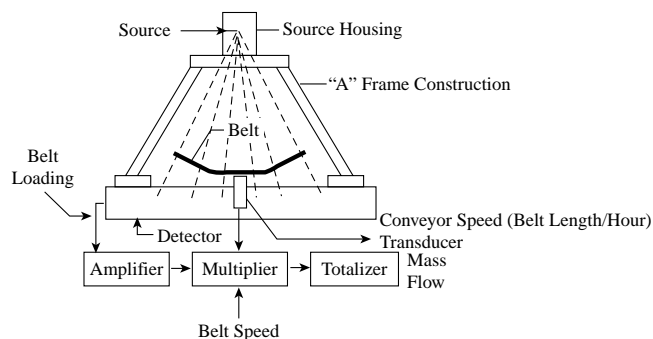 Source
Source Housing
“A” Frame Construction
Belt
Belt
Loading
Conveyor Speed (Belt Length/Hour)
Transducer
Detector
Amplifier
Multiplier
Totalizer
Mass
Flow
Belt Speed